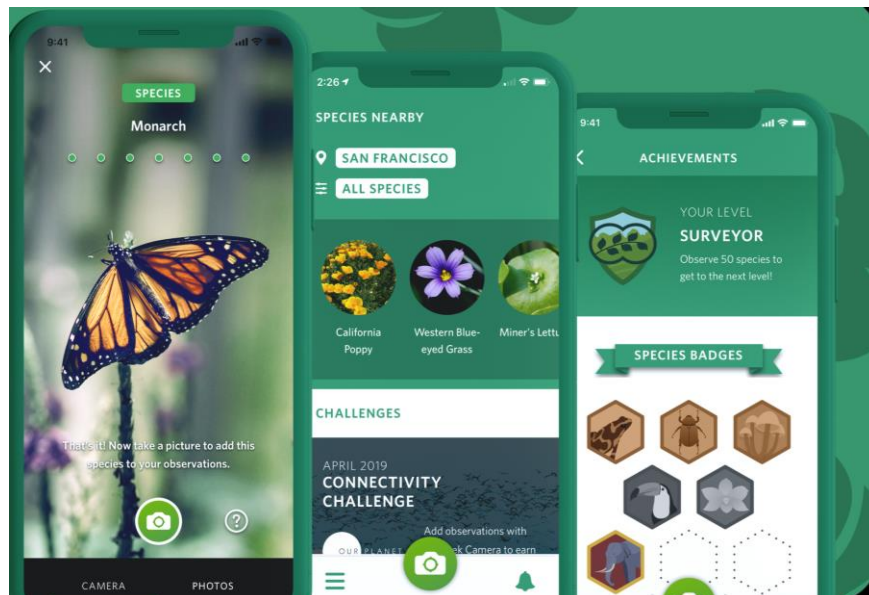 9:41
SPECIES
Monarch
That's it! Now take a picture to add this
species to your observations.
?
CAMERA
PHOTOS
2:26
SPECIES NEARBY
SAN FRANCISCO
ALL SPECIES
California
Poppy
Western Blue-
eyed Grass
Miner's Lettu
CHALLENGES
APRIL 2019
CONNECTIVITY
CHALLENGE
OUR PLANET
Add observations with
ek Camera to earn
9:41
ACHIEVEMENTS
YOUR LEVEL
SURVEYOR
Observe 50 species to
get to the next level!
SPECIES BADGES